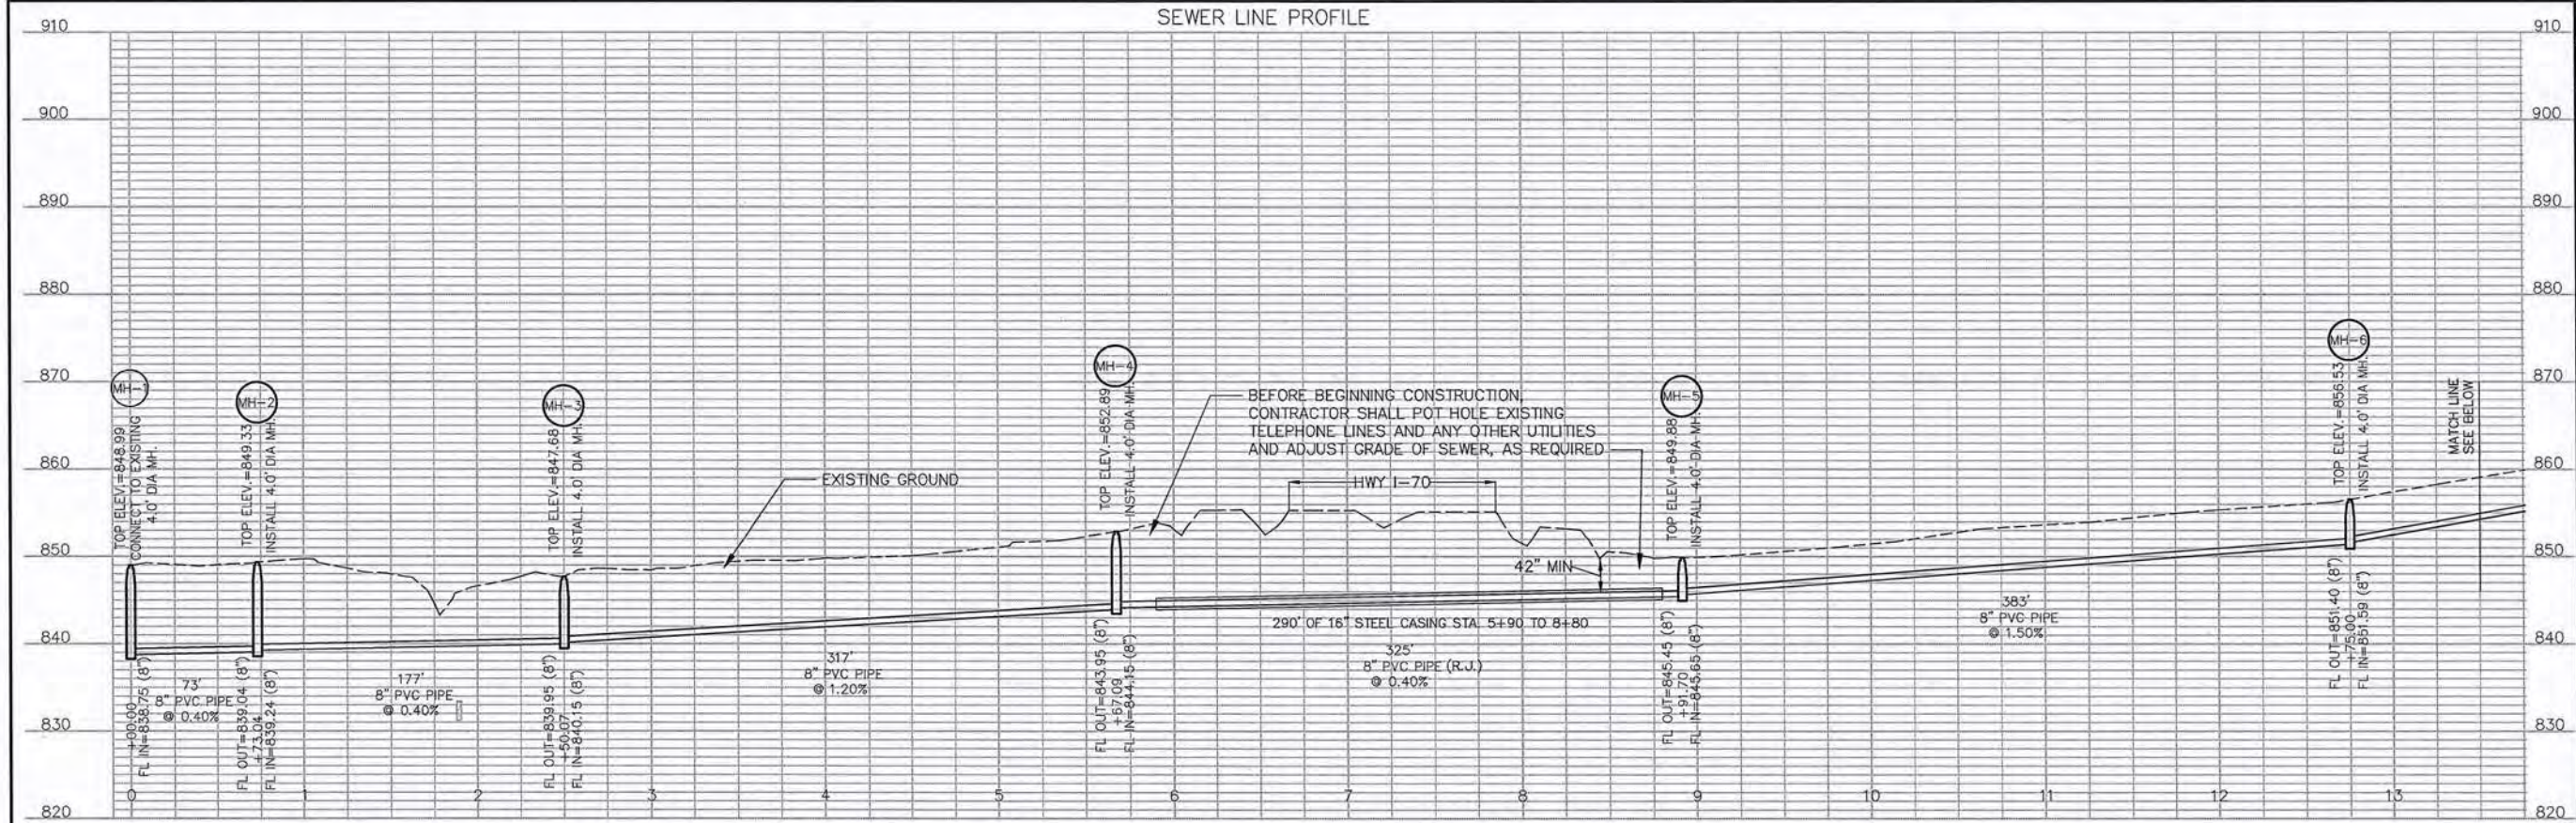 SEWER LINE PROFILE
910
910
900
900
890
890
880
880
870
870
860
860
850
850
840
840
830
830
820
820
MH-1
TOP ELEV.=848.99
CONNECT TO EXISTING
4.0' DIA MH.
+00.00
FL IN=838.75 (8")
73'
8" PVC PIPE
@ 0.40%
MH-2
TOP ELEV.=849.33
INSTALL 4.0' DIA MH.
FL OUT=839.04 (8")
+73.04
FL IN=839.24 (8")
177'
8" PVC PIPE
@ 0.40%
MH-3
TOP ELEV.=847.68
INSTALL 4.0' DIA MH.
FL OUT=839.95 (8")
+50.07
FL IN=840.15 (8")
EXISTING GROUND
317'
8" PVC PIPE
@ 1.20%
MH-4
TOP ELEV.=852.89
INSTALL 4.0' DIA MH.
FL OUT=843.95 (8")
+67.09
FL IN=844.15 (8")
BEFORE BEGINNING CONSTRUCTION,
CONTRACTOR SHALL POT HOLE EXISTING
TELEPHONE LINES AND ANY OTHER UTILITIES
AND ADJUST GRADE OF SEWER, AS REQUIRED
HWY I-70
42" MIN
290' OF 16" STEEL CASING STA 5+90 TO 8+80
325'
8" PVC PIPE (R.J.)
@ 0.40%
MH-5
TOP ELEV.=849.88
INSTALL 4.0' DIA MH.
FL OUT=845.45 (8")
+91.70
FL IN=845.65 (8")
383'
8" PVC PIPE
@ 1.50%
MH-6
TOP ELEV.=856.53
INSTALL 4.0' DIA MH.
FL OUT=851.40 (8")
+75.00
FL IN=851.59 (8")
MATCH LINE
SEE BELOW
0 1 2 3 4 5 6 7 8 9 10 11 12 13